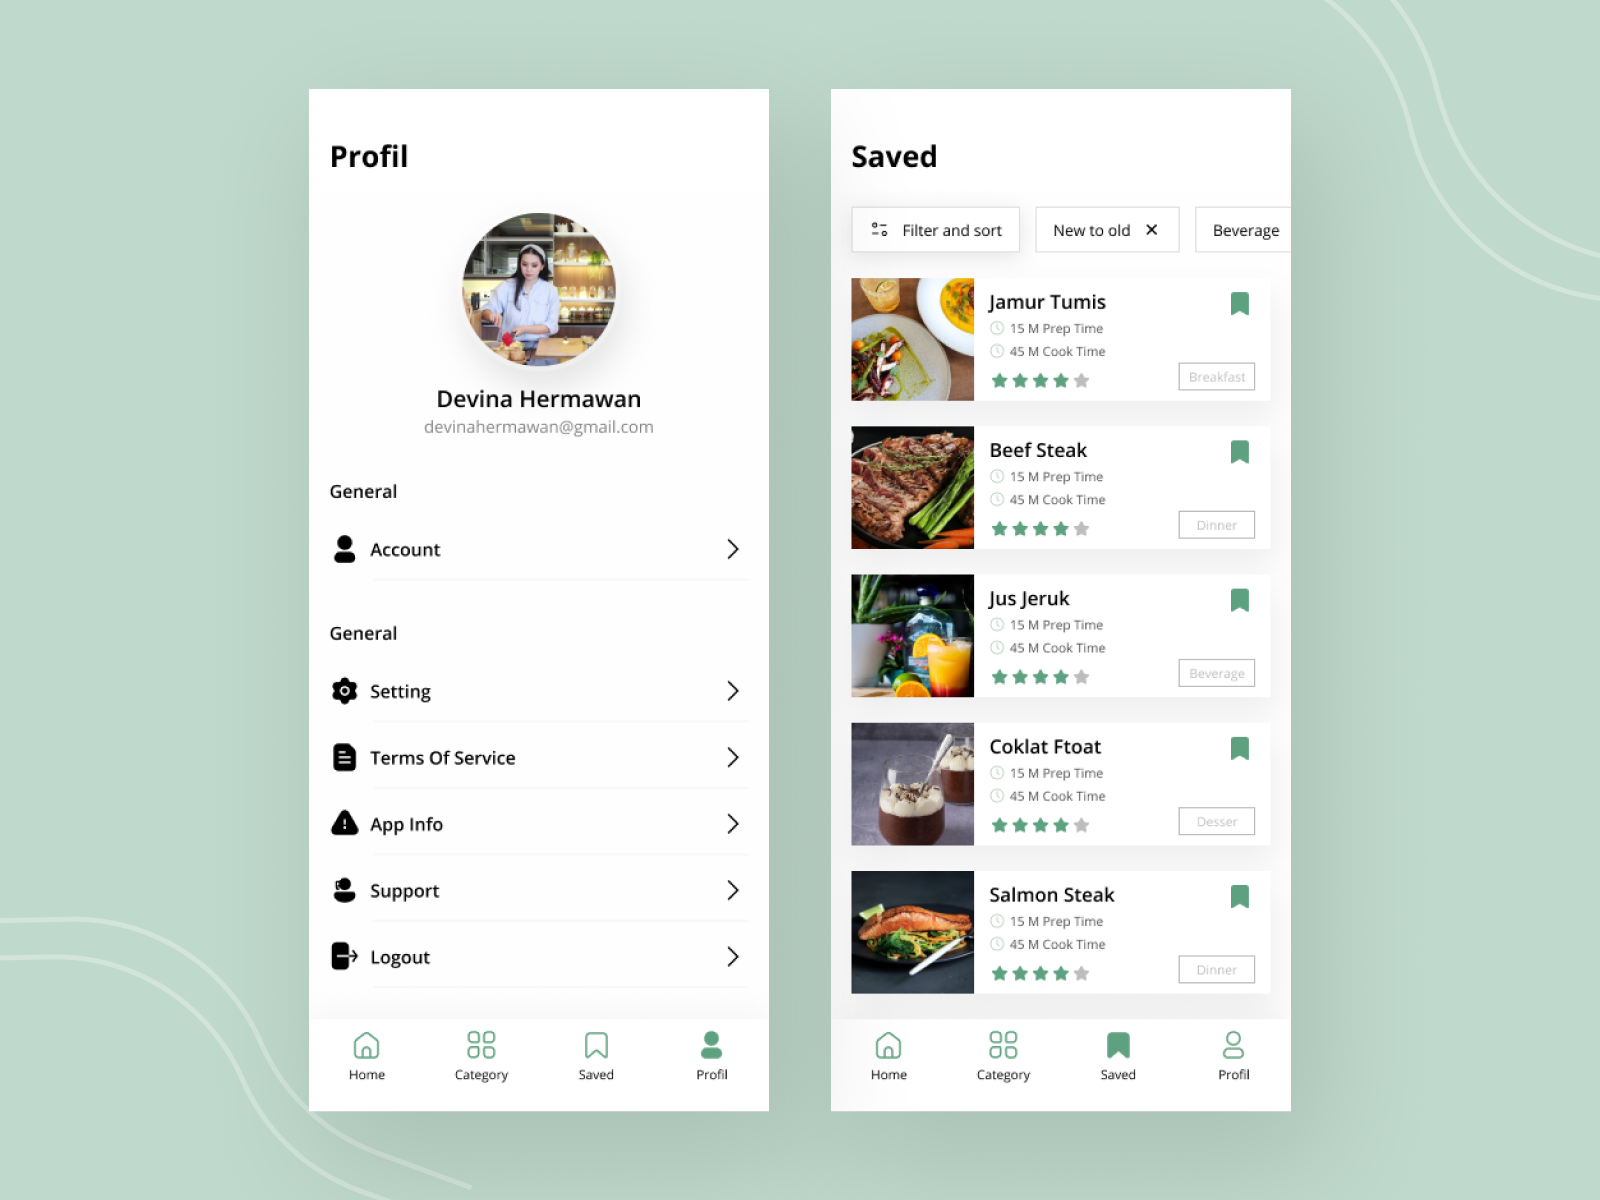 Profil
Devina Hermawan
devinahermawan@gmail.com
General
Account
General
Setting
Terms Of Service
App Info
Support
Logout
Home
Category
Saved
Profil
Saved
Filter and sort
New to old
Beverage
Jamur Tumis
15 M Prep Time
45 M Cook Time
Breakfast
Beef Steak
15 M Prep Time
45 M Cook Time
Dinner
Jus Jeruk
15 M Prep Time
45 M Cook Time
Beverage
Coklat Ftoat
15 M Prep Time
45 M Cook Time
Desser
Salmon Steak
15 M Prep Time
45 M Cook Time
Dinner
Home
Category
Saved
Profil